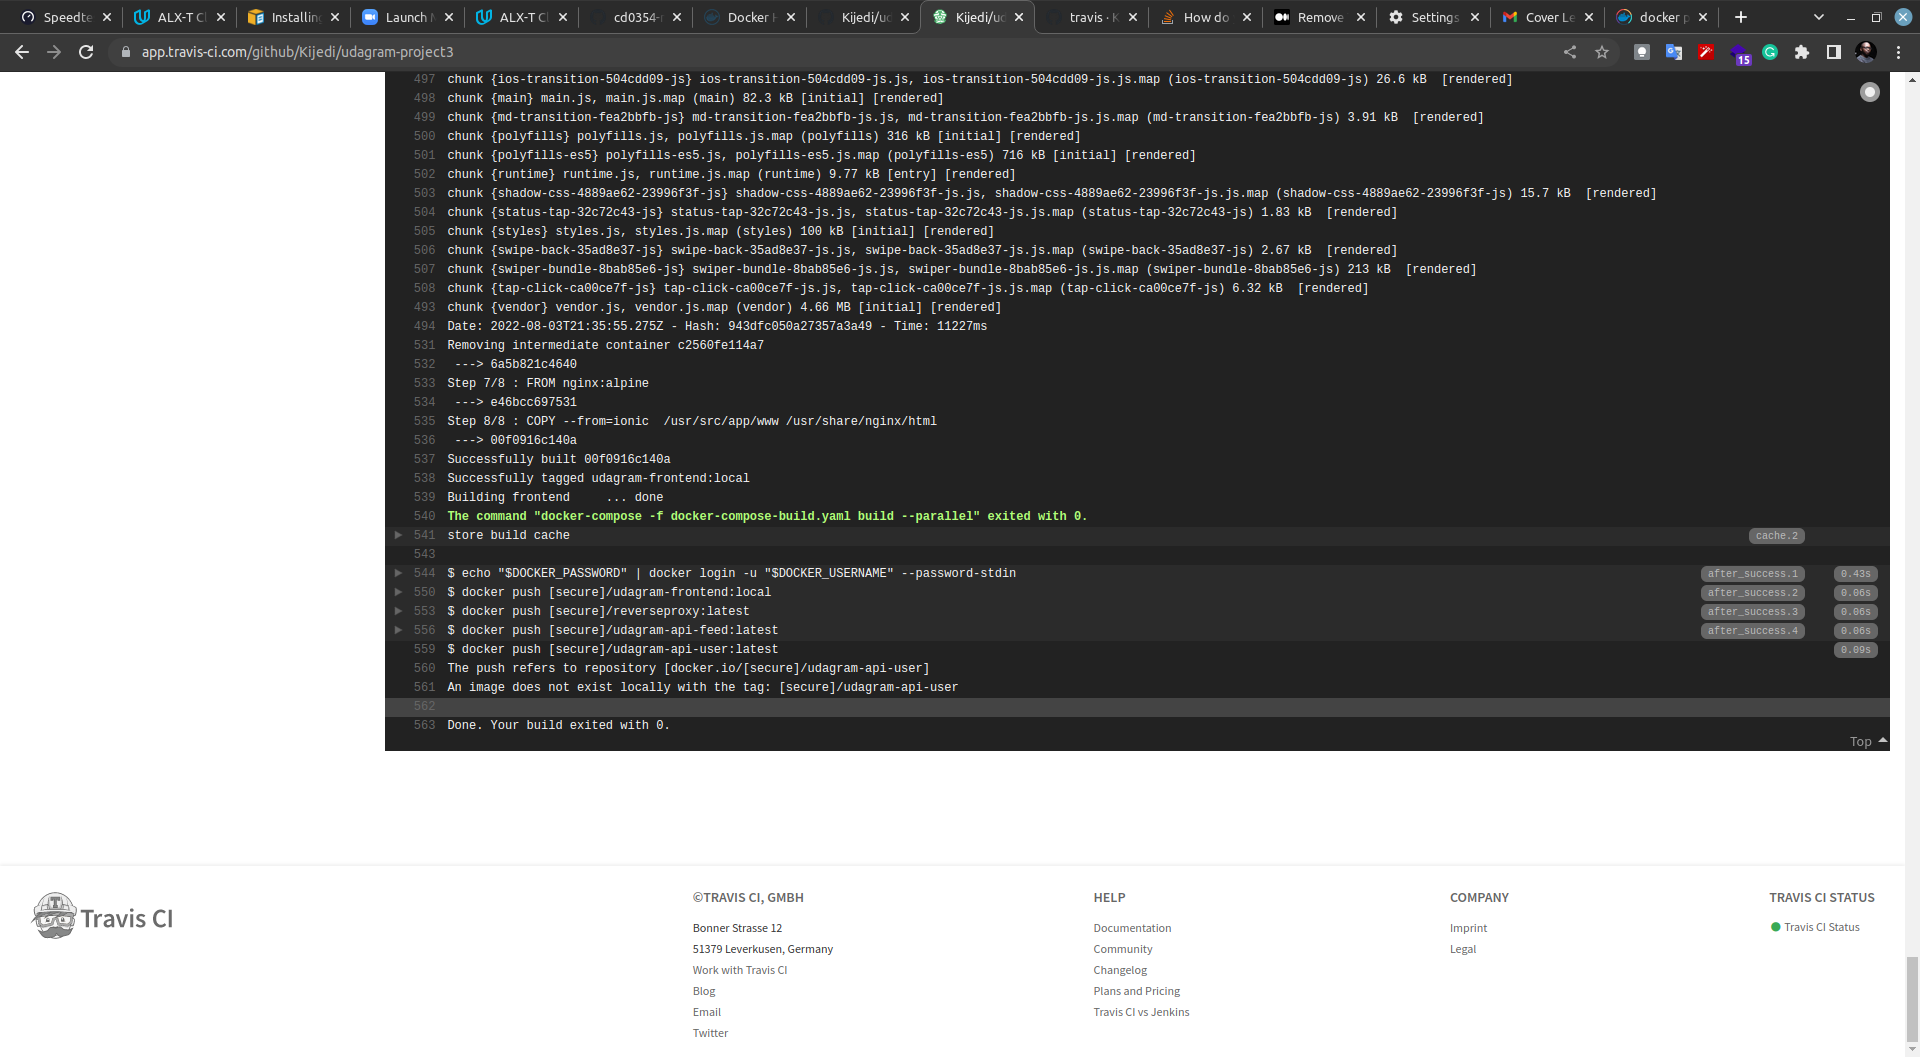 Speedte
ALX-T Cl
Installing
Launch M
ALX-T Cl
cd0354-
Docker H
Kijedi/ud
Kijedi/ud
travis · K
How do
Remove
Settings
Cover Le
docker p
app.travis-ci.com/github/Kijedi/udagram-project3
15
497 chunk {ios-transition-504cdd09-js} ios-transition-504cdd09-js.js, ios-transition-504cdd09-js.js.map (ios-transition-504cdd09-js) 26.6 kB [rendered]
498 chunk {main} main.js, main.js.map (main) 82.3 kB [initial] [rendered]
499 chunk {md-transition-fea2bbfb-js} md-transition-fea2bbfb-js.js, md-transition-fea2bbfb-js.js.map (md-transition-fea2bbfb-js) 3.91 kB [rendered]
500 chunk {polyfills} polyfills.js, polyfills.js.map (polyfills) 316 kB [initial] [rendered]
501 chunk {polyfills-es5} polyfills-es5.js, polyfills-es5.js.map (polyfills-es5) 716 kB [initial] [rendered]
502 chunk {runtime} runtime.js, runtime.js.map (runtime) 9.77 kB [entry] [rendered]
503 chunk {shadow-css-4889ae62-23996f3f-js} shadow-css-4889ae62-23996f3f-js.js, shadow-css-4889ae62-23996f3f-js.js.map (shadow-css-4889ae62-23996f3f-js) 15.7 kB [rendered]
504 chunk {status-tap-32c72c43-js} status-tap-32c72c43-js.js, status-tap-32c72c43-js.js.map (status-tap-32c72c43-js) 1.83 kB [rendered]
505 chunk {styles} styles.js, styles.js.map (styles) 100 kB [initial] [rendered]
506 chunk {swipe-back-35ad8e37-js} swipe-back-35ad8e37-js.js, swipe-back-35ad8e37-js.js.map (swipe-back-35ad8e37-js) 2.67 kB [rendered]
507 chunk {swiper-bundle-8bab85e6-js} swiper-bundle-8bab85e6-js.js, swiper-bundle-8bab85e6-js.js.map (swiper-bundle-8bab85e6-js) 213 kB [rendered]
508 chunk {tap-click-ca00ce7f-js} tap-click-ca00ce7f-js.js, tap-click-ca00ce7f-js.js.map (tap-click-ca00ce7f-js) 6.32 kB [rendered]
493 chunk {vendor} vendor.js, vendor.js.map (vendor) 4.66 MB [initial] [rendered]
494 Date: 2022-08-03T21:35:55.275Z - Hash: 943dfc050a27357a3a49 - Time: 11227ms
531 Removing intermediate container c2560fe114a7
532 ---> 6a5b821c4640
533 Step 7/8 : FROM nginx:alpine
534 ---> e46bcc697531
535 Step 8/8 : COPY --from=ionic /usr/src/app/www /usr/share/nginx/html
536 ---> 00f0916c140a
537 Successfully built 00f0916c140a
538 Successfully tagged udagram-frontend:local
539 Building frontend ... done
540 The command "docker-compose -f docker-compose-build.yaml build --parallel" exited with 0.
541 store build cache cache.2
543
544 $ echo "$DOCKER_PASSWORD" | docker login -u "$DOCKER_USERNAME" --password-stdin after_success.1 0.43s
550 $ docker push [secure]/udagram-frontend:local after_success.2 0.06s
553 $ docker push [secure]/reverseproxy:latest after_success.3 0.06s
556 $ docker push [secure]/udagram-api-feed:latest after_success.4 0.06s
559 $ docker push [secure]/udagram-api-user:latest 0.09s
560 The push refers to repository [docker.io/[secure]/udagram-api-user]
561 An image does not exist locally with the tag: [secure]/udagram-api-user
562
563 Done. Your build exited with 0.
Top
Travis CI
©TRAVIS CI, GMBH
Bonner Strasse 12
51379 Leverkusen, Germany
Work with Travis CI
Blog
Email
Twitter
HELP
Documentation
Community
Changelog
Plans and Pricing
Travis CI vs Jenkins
COMPANY
Imprint
Legal
TRAVIS CI STATUS
Travis CI Status